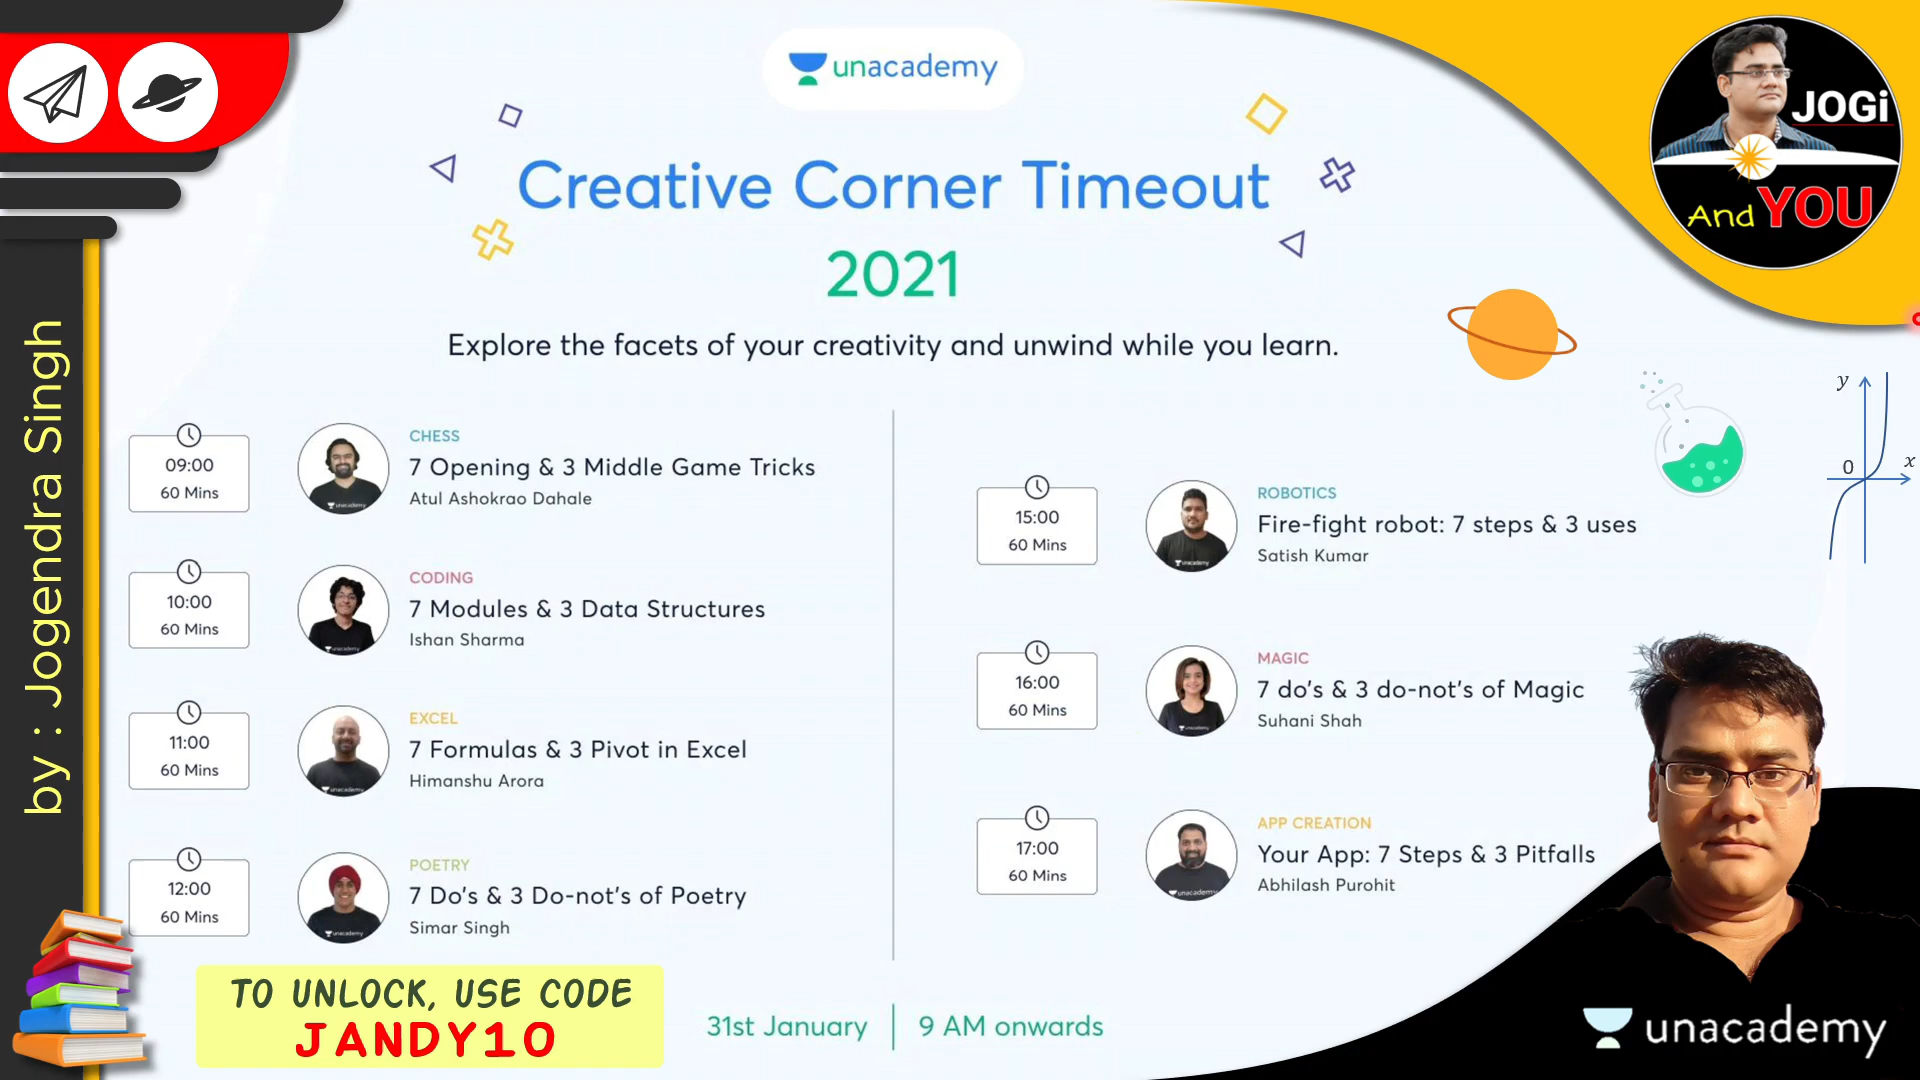 unacademy
Creative Corner Timeout
2021
Explore the facets of your creativity and unwind while you learn.
JOGi
And YOU
by : Jogendra Singh
09:00
60 Mins
CHESS
7 Opening & 3 Middle Game Tricks
Atul Ashokrao Dahale
10:00
60 Mins
CODING
7 Modules & 3 Data Structures
Ishan Sharma
11:00
60 Mins
EXCEL
7 Formulas & 3 Pivot in Excel
Himanshu Arora
12:00
60 Mins
POETRY
7 Do's & 3 Do-not's of Poetry
Simar Singh
15:00
60 Mins
ROBOTICS
Fire-fight robot: 7 steps & 3 uses
Satish Kumar
16:00
60 Mins
MAGIC
7 do's & 3 do-not's of Magic
Suhani Shah
17:00
60 Mins
APP CREATION
Your App: 7 Steps & 3 Pitfalls
Abhilash Purohit
y
0
x
TO UNLOCK, USE CODE
JANDY10
31st January
9 AM onwards
unacademy